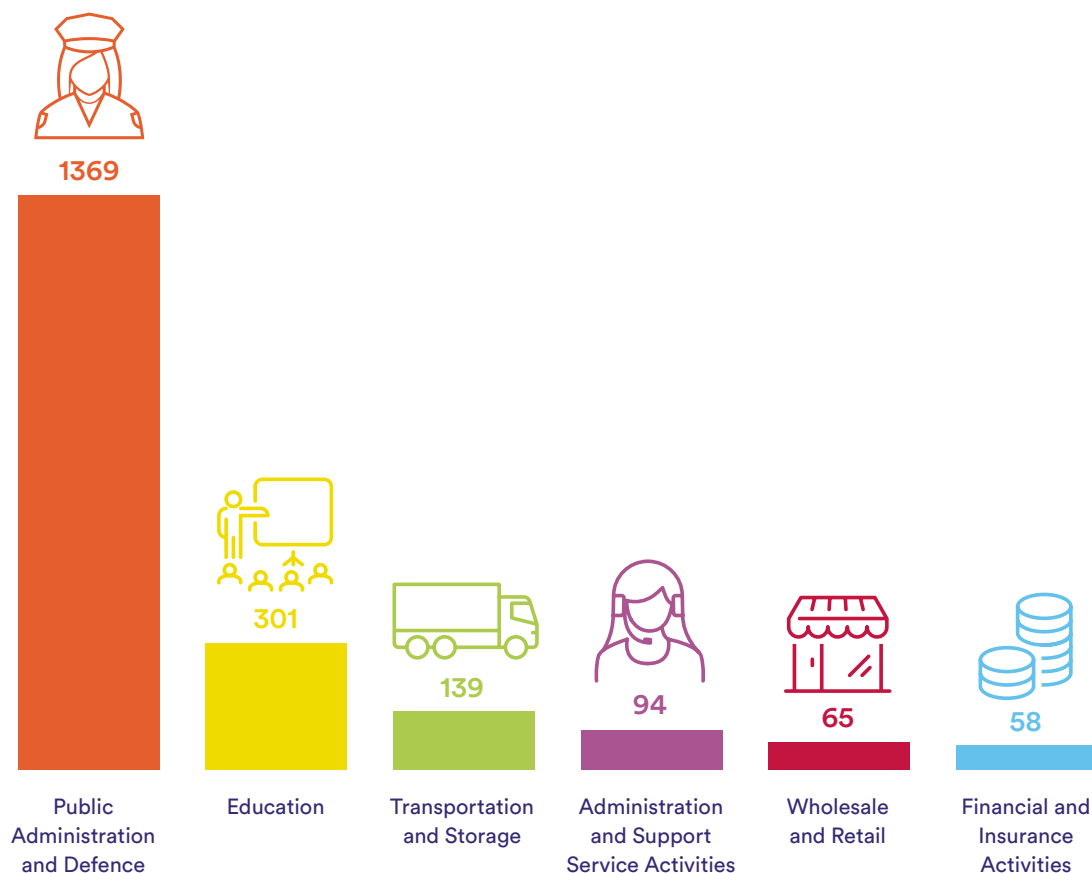 1369
301
139
94
65
58
Public
Administration
and Defence
Education
Transportation
and Storage
Administration
and Support
Service Activities
Wholesale
and Retail
Financial and
Insurance
Activities